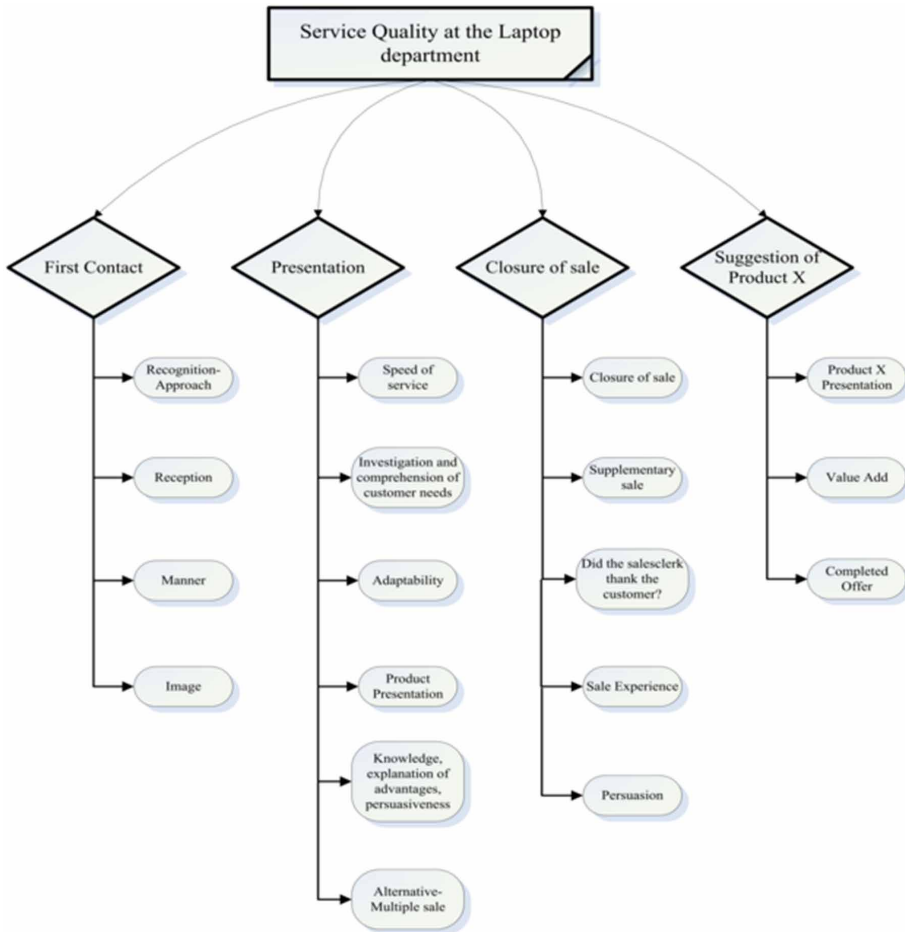 Service Quality at the Laptop
department
First Contact
Presentation
Closure of sale
Suggestion of
Product X
Recognition-
Approach
Reception
Manner
Image
Speed of
service
Investigation and
comprehension of
customer needs
Adaptability
Product
Presentation
Knowledge,
explanation of
advantages,
persuasiveness
Alternative-
Multiple sale
Closure of sale
Supplementary
sale
Did the salesclerk
thank the
customer?
Sale Experience
Persuasion
Product X
Presentation
Value Add
Completed
Offer